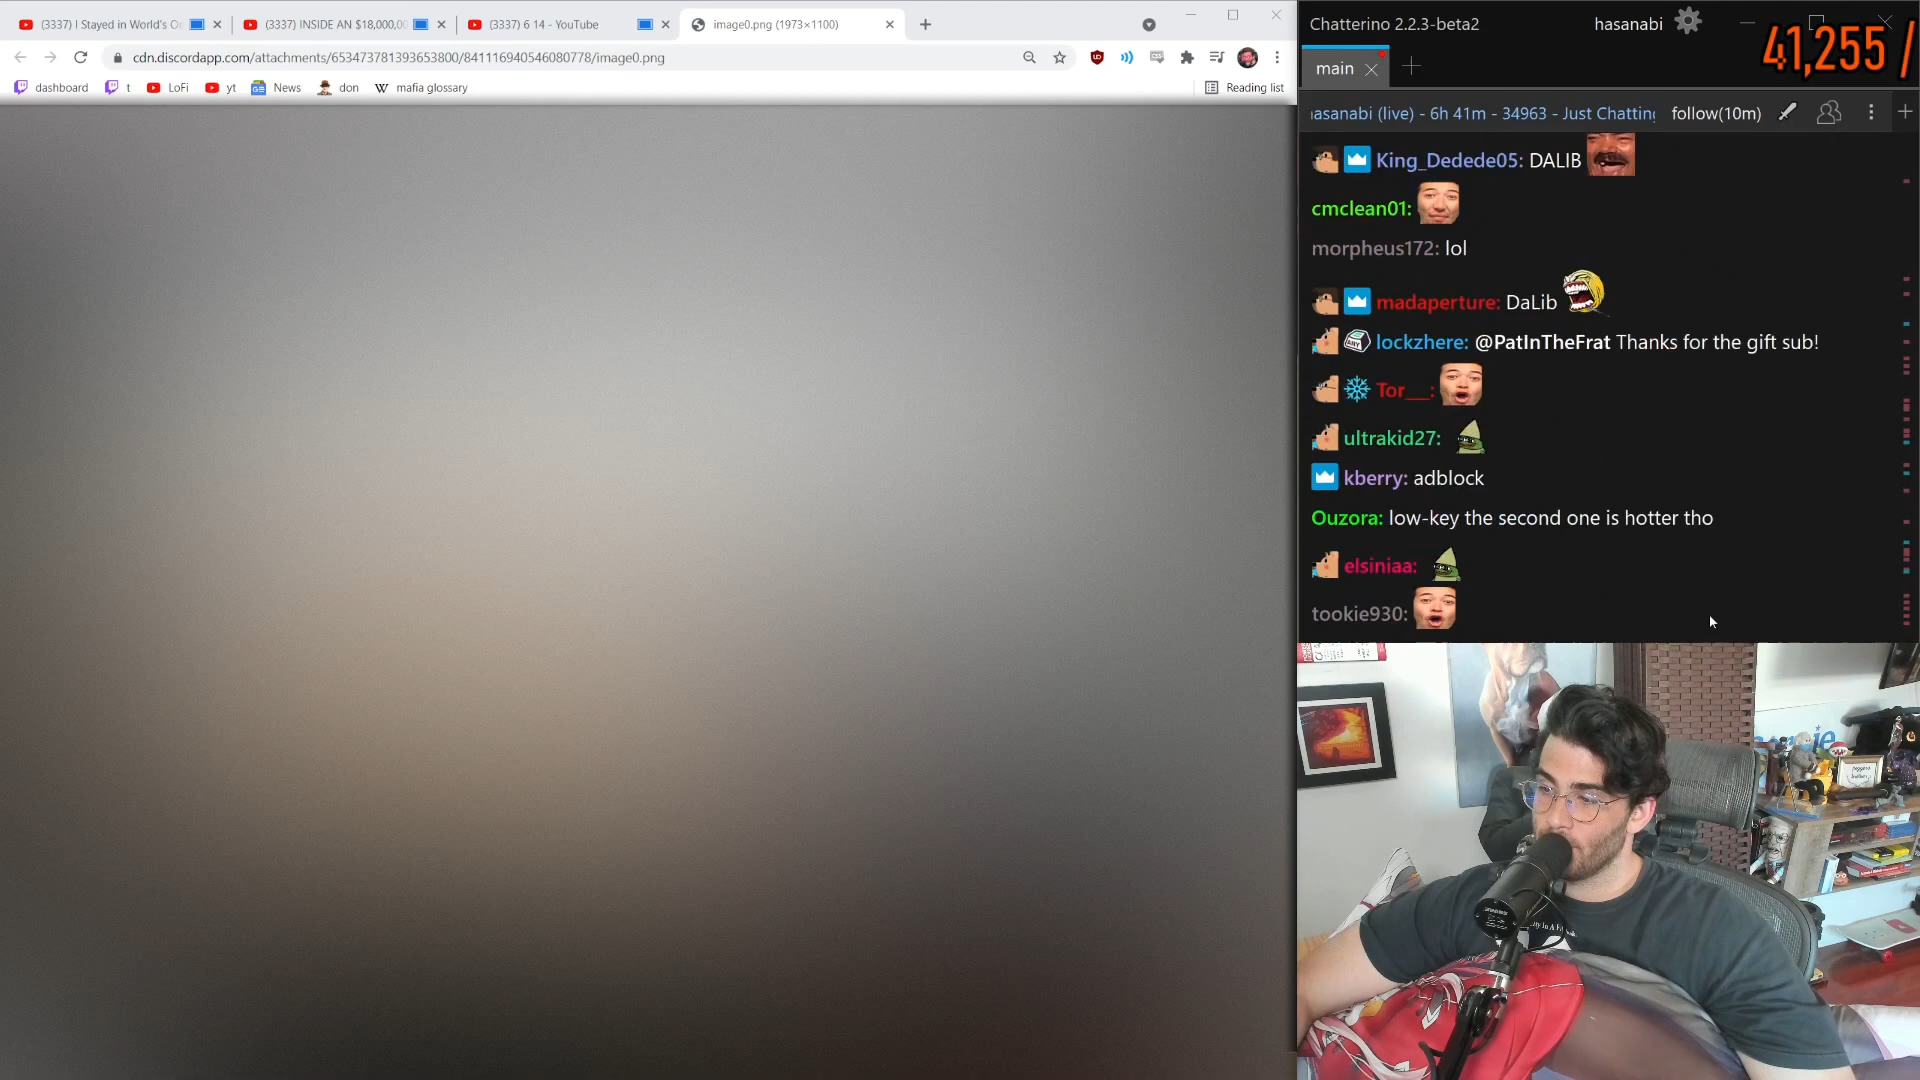 (3337) I Stayed in World's O
(3337) INSIDE AN $18,000,0
(3337) 6 14 - YouTube
image0.png (1973×1100)
cdn.discordapp.com/attachments/653473781393653800/841116940546080778/image0.png
dashboard
t
LoFi
yt
News
don
mafia glossary
Reading list
Chatterino 2.2.3-beta2
hasanabi
41,255 /
main
asanabi (live) - 6h 41m - 34963 - Just Chatting
follow(10m)
King_Dedede05: DALIB
cmclean01:
morpheus172: lol
madaperture: DaLib
lockzhere: @PatInTheFrat Thanks for the gift sub!
Tor___:
ultrakid27:
kberry: adblock
Ouzora: low-key the second one is hotter tho
elsiniaa:
tookie930: